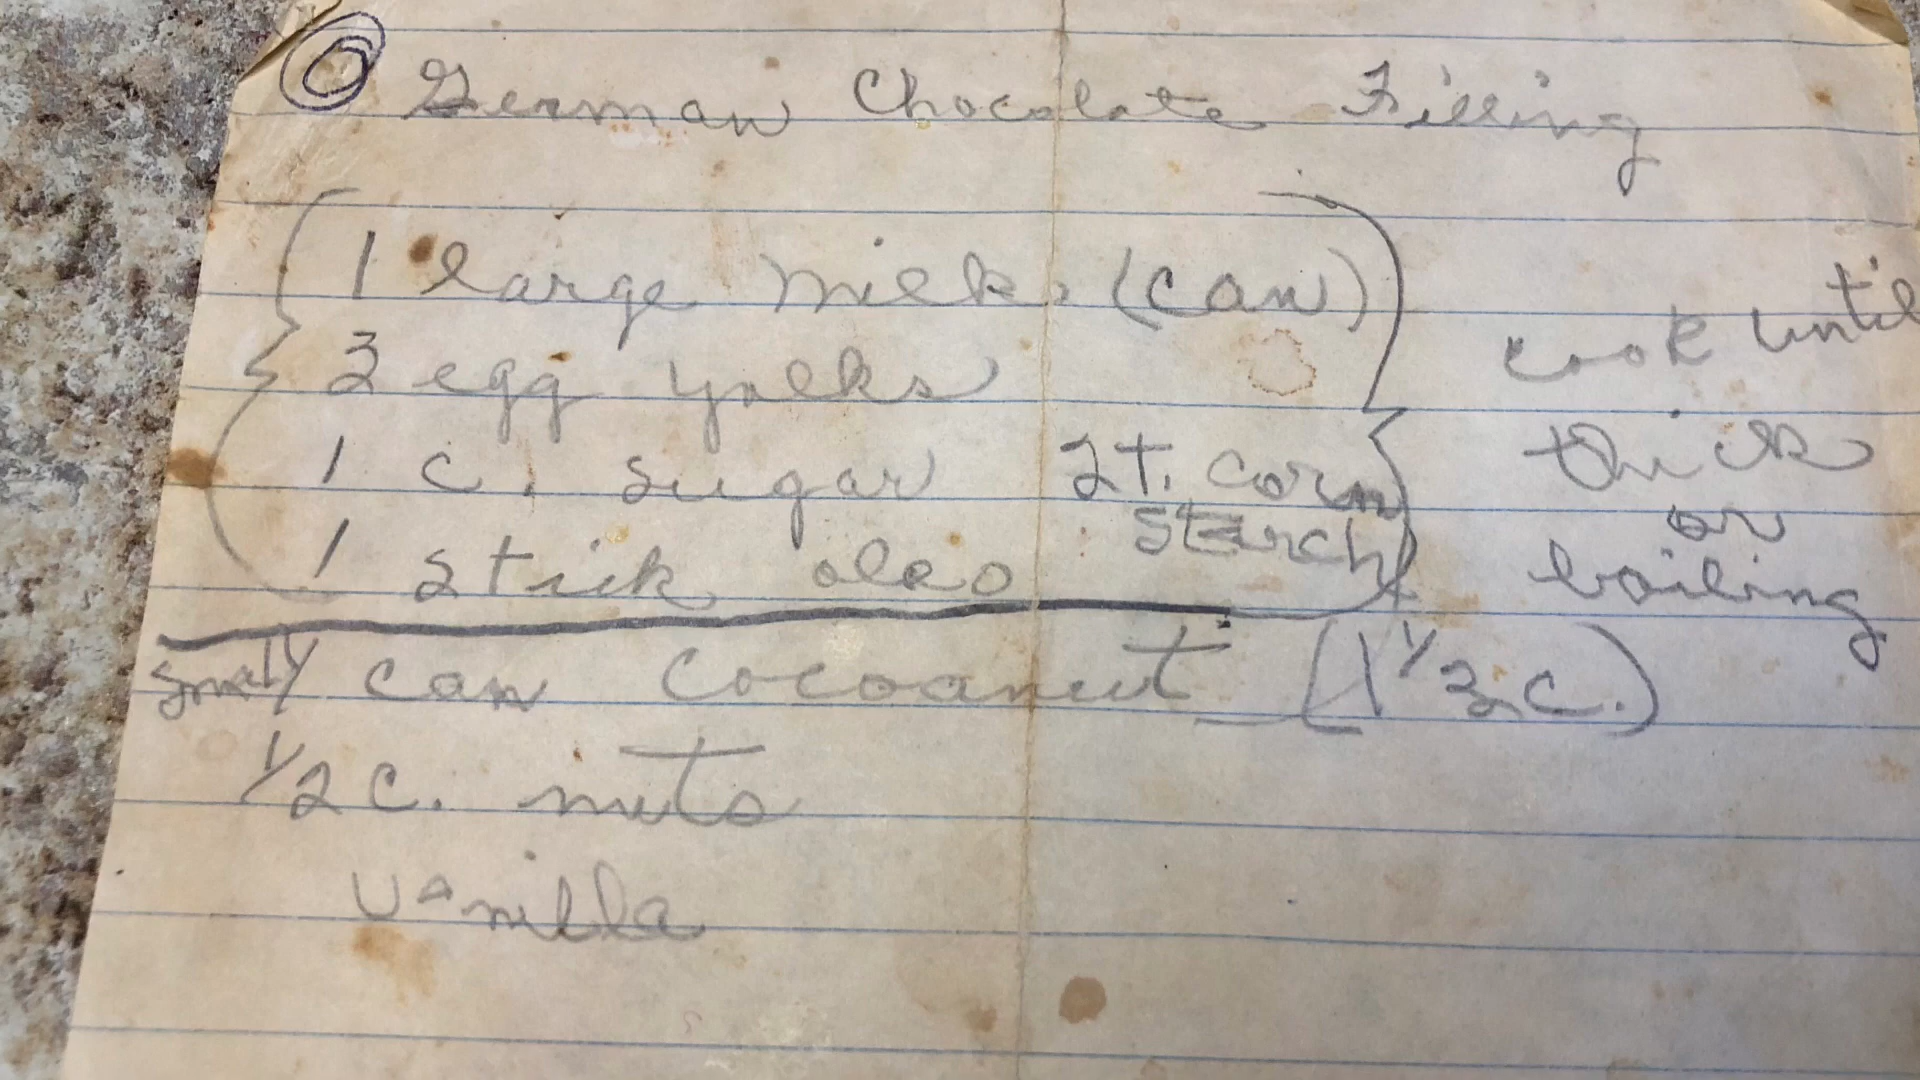 German Chocolate Filling
1 large milk (can)
3 egg yolks
1 c. sugar 2 t. corn starch
1 stick oleo
cook until
thick
or
boiling
small can cocoanut (1 1/2 c.)
1/2 c. nuts
vanilla